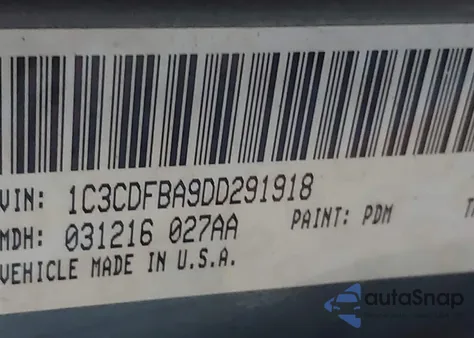 VIN: 1C3CDFBA9DD291918
MDH: 031216 027AA PAINT: PDM
VEHICLE MADE IN U.S.A.
autoSnap